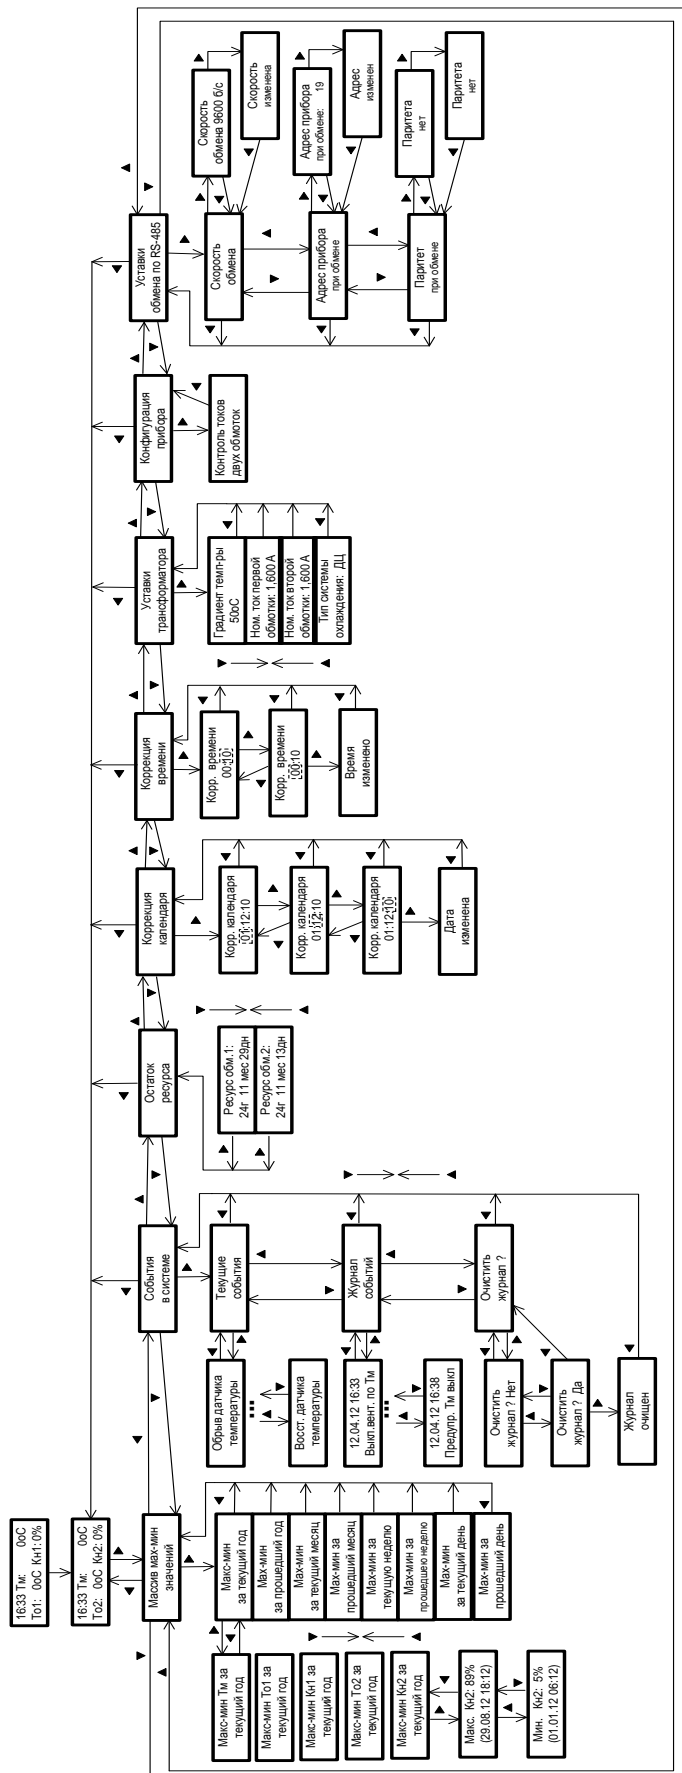 16:33 Тм: 0оС
То1: 0оС Кн1: 0%
16:33 Тм: 0оС
То2: 0оС Кн2: 0%
Массив мах-мин
значений
Макс-мин
за текущий год
Мах-мин
за прошедший год
Мах-мин
за текущий месяц
Мах-мин за
прошедший месяц
Мах-мин за
текущую неделю
Мах-мин за
прошедшею неделю
Мах-мин
за текущий день
Мах-мин за
прошедший день
Макс-мин Тм за
текущий год
Макс-мин То1 за
текущий год
Макс-мин Кн1 за
текущий год
Макс-мин То2 за
текущий год
Макс-мин Кн2 за
текущий год
Макс. Кн2: 89%
(29.08.12 18:12)
Мин. Кн2: 5%
(01.01.12 06:12)
События
в системе
Текущие
события
Журнал
событий
Очистить
журнал ?
Обрыв датчика
температуры
...
Восст. датчика
температуры
12.04.12 16:33
Выкл.вент. по Тм
...
12.04.12 16:38
Предупр. Тм выкл
Очистить
журнал ? Нет
Очистить
журнал ? Да
Журнал
очищен
Остаток
ресурса
Ресурс обм.1:
24г 11 мес 29дн
Ресурс обм.2:
24г 11 мес 13дн
Коррекция
календаря
Корр. календаря
01:12:10
Корр. календаря
01:12:10
Корр. календаря
01:12:10
Дата
изменена
Коррекция
времени
Корр. времени
00:10
Корр. времени
00:10
Время
изменено
Уставки
трансформатора
Градиент темп-ры
50оС
Ном. ток первой
обмотки: 1,600 А
Ном. ток второй
обмотки: 1,600 А
Тип системы
охлаждения: ДЦ
Конфигурация
прибора
Контроль токов
двух обмоток
Уставки
обмена по RS-485
Скорость
обмена
Адрес прибора
при обмене
Паритет
при обмене
Скорость
обмена 9600 б/с
Скорость
изменена
Адрес прибора
при обмене: 19
Адрес
изменен
Паритета
нет
Паритета
нет